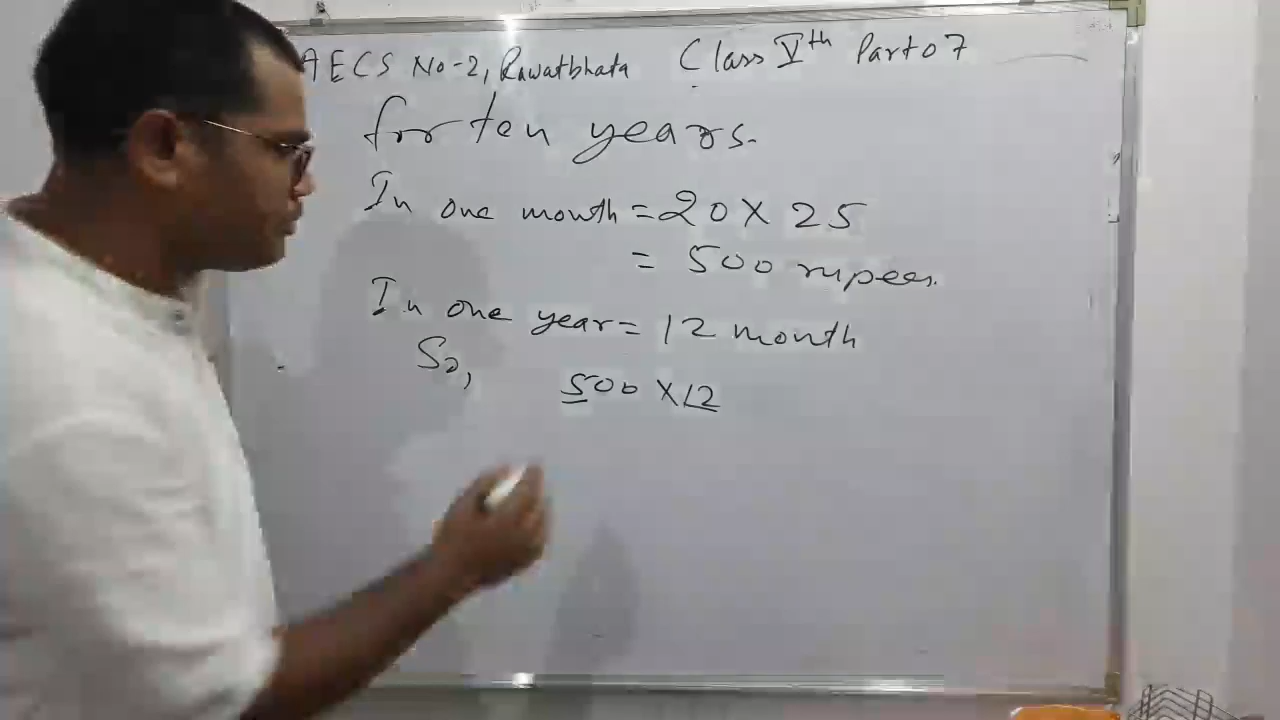 AECS No-2, Rawatbhata Class Vth Part 07
for ten years.
In one month = 20 X 25
= 500 rupees.
In one year = 12 month
So, 500 X 12